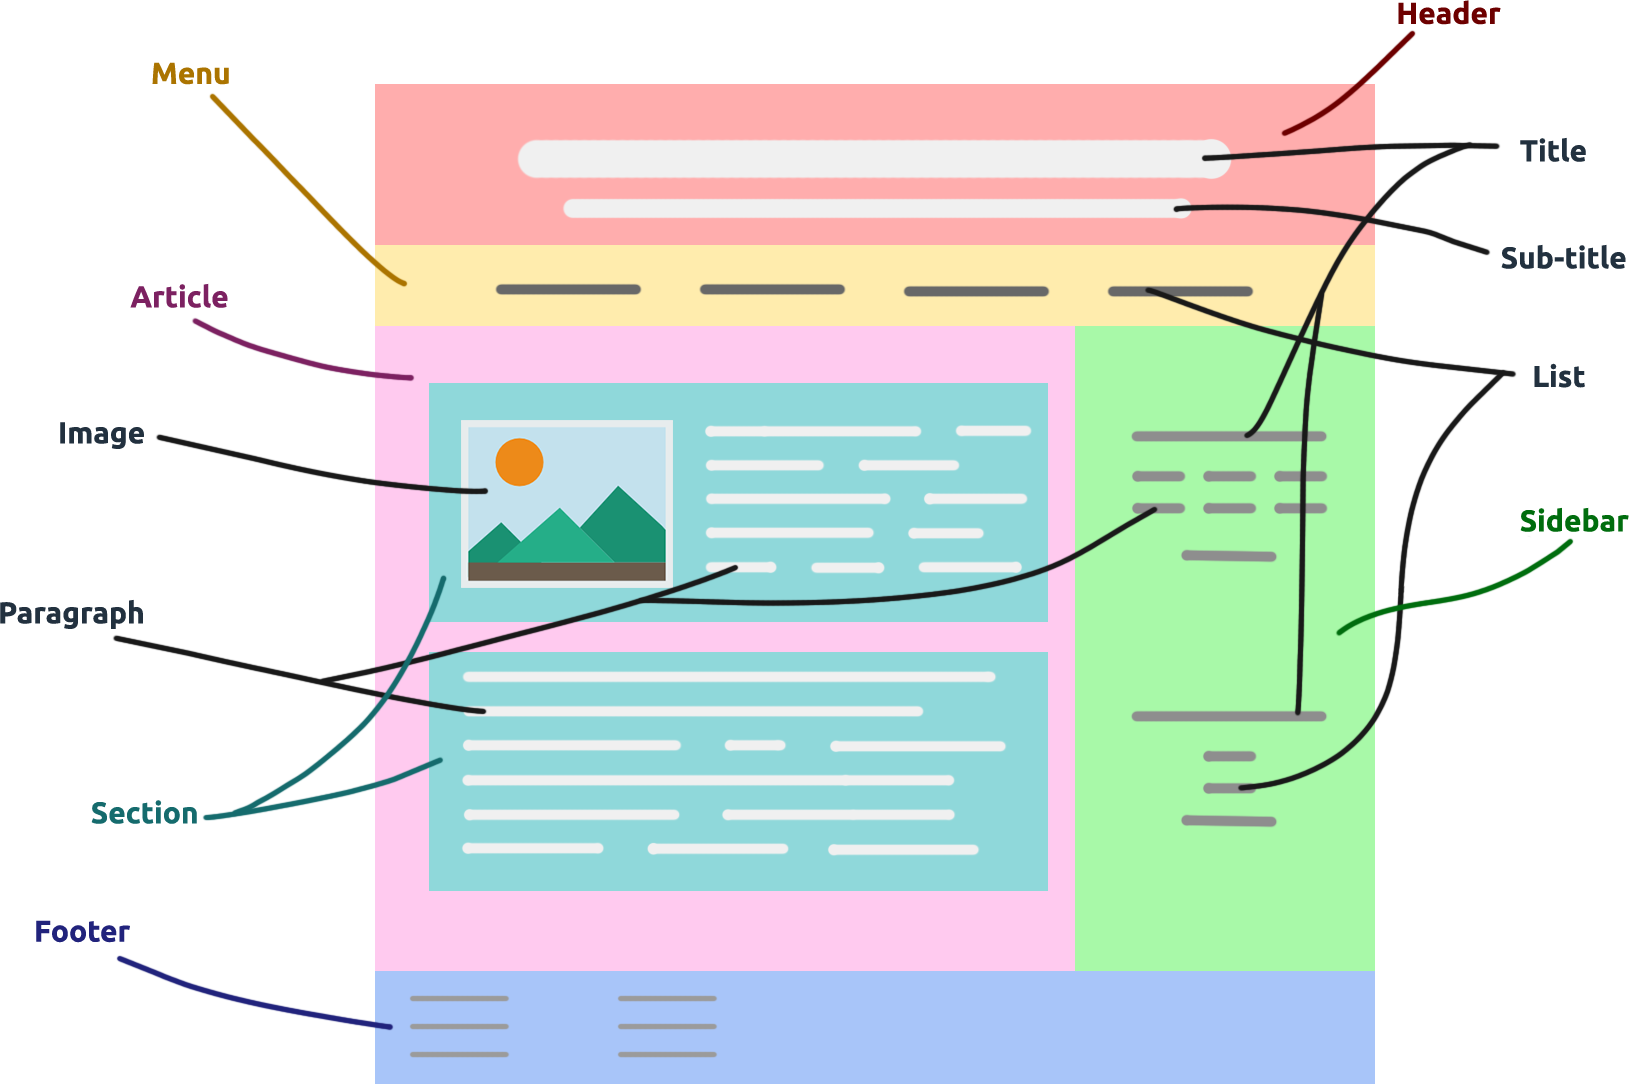 Header
Menu
Title
Sub-title
Article
List
Image
Sidebar
Paragraph
Section
Footer